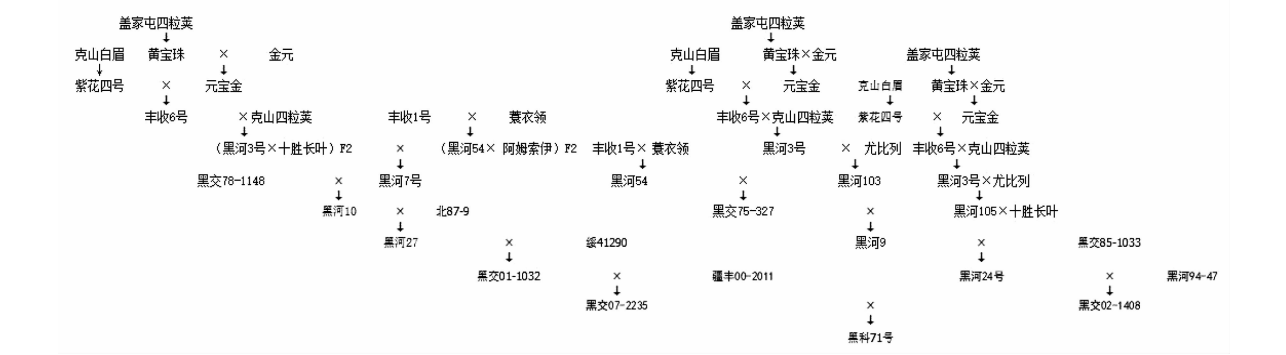 盖家屯四粒荚 盖家屯四粒荚
克山白眉 黄宝珠 × 金元 克山白眉 黄宝珠×金元 盖家屯四粒荚
紫花四号 × 元宝金 紫花四号 × 元宝金 克山白眉 黄宝珠×金元
丰收6号 ×克山四粒荚 丰收1号 × 蓑衣领 丰收6号×克山四粒荚 紫花四号 × 元宝金
（黑河3号×十胜长叶）F2 × （黑河54× 阿姆索伊）F2 丰收1号× 蓑衣领 黑河3号 × 尤比列 丰收6号×克山四粒荚
黑交78-1148 × 黑河7号 黑河54 × 黑河103 黑河3号×尤比列
黑河10 × 北87-9 黑交75-327 × 黑河105×十胜长叶
黑河27 × 绥41290 黑河9 × 黑交85-1033
黑交01-1032 × 疆丰00-2011 黑河24号 × 黑河94-47
黑交07-2235 × 黑交02-1408
黑科71号